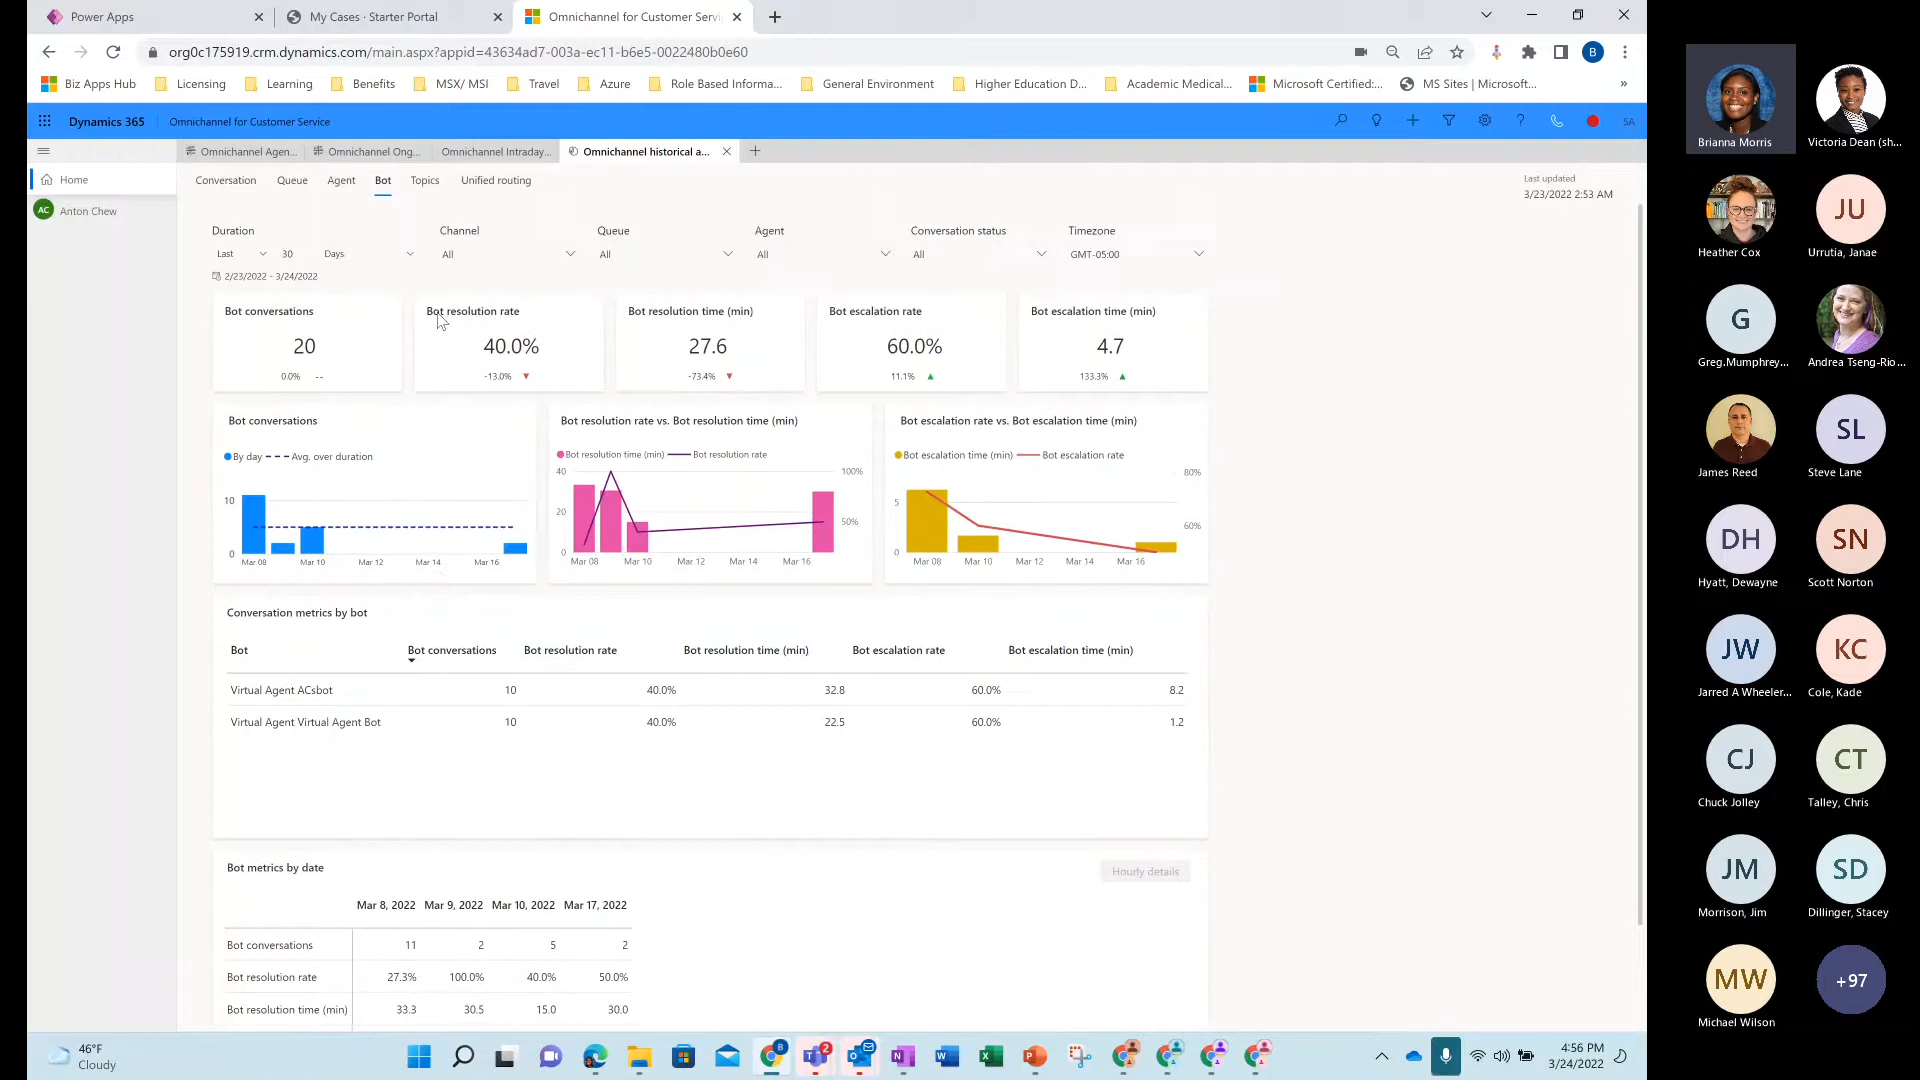 Power Apps
My Cases · Starter Portal
Omnichannel for Customer Servi
org0c175919.crm.dynamics.com/main.aspx?appid=43634ad7-003a-ec11-b6e5-0022480b0e60
B
Biz Apps Hub
Licensing
Learning
Benefits
MSX/ MSI
Travel
Azure
Role Based Informa...
General Environment
Higher Education D...
Academic Medical...
Microsoft Certified:...
MS Sites | Microsoft...
»
Dynamics 365
Omnichannel for Customer Service
SA
Omnichannel Agen...
Omnichannel Ong...
Omnichannel Intraday...
Omnichannel historical a...
Home
AC
Anton Chew
Conversation
Queue
Agent
Bot
Topics
Unified routing
Last updated
3/23/2022 2:53 AM
Duration
Channel
Queue
Agent
Conversation status
Timezone
Last
30
Days
All
All
All
All
GMT-05:00
2/23/2022 - 3/24/2022
Bot conversations
20
0.0% --
Bot resolution rate
40.0%
-13.0%
Bot resolution time (min)
27.6
-73.4%
Bot escalation rate
60.0%
11.1%
Bot escalation time (min)
4.7
133.3%
Bot conversations
By day
Avg. over duration
10
0
Mar 08
Mar 10
Mar 12
Mar 14
Mar 16
Bot resolution rate vs. Bot resolution time (min)
Bot resolution time (min)
Bot resolution rate
40
20
0
100%
50%
Mar 08
Mar 10
Mar 12
Mar 14
Mar 16
Bot escalation rate vs. Bot escalation time (min)
Bot escalation time (min)
Bot escalation rate
5
0
80%
60%
Mar 08
Mar 10
Mar 12
Mar 14
Mar 16
Conversation metrics by bot
Bot Bot conversations Bot resolution rate Bot resolution time (min) Bot escalation rate Bot escalation time (min)
Virtual Agent ACsbot 10 40.0% 32.8 60.0% 8.2
Virtual Agent Virtual Agent Bot 10 40.0% 22.5 60.0% 1.2
Bot metrics by date
Hourly details
Mar 8, 2022 Mar 9, 2022 Mar 10, 2022 Mar 17, 2022
Bot conversations 11 2 5 2
Bot resolution rate 27.3% 100.0% 40.0% 50.0%
Bot resolution time (min) 33.3 30.5 15.0 30.0
46°F
Cloudy
B
2
4:56 PM
3/24/2022
Brianna Morris
Victoria Dean (sh...
Heather Cox
JU
Urrutia, Janae
G
Greg.Mumphrey...
Andrea Tseng-Rio...
James Reed
SL
Steve Lane
DH
Hyatt, Dewayne
SN
Scott Norton
JW
Jarred A Wheeler...
KC
Cole, Kade
CJ
Chuck Jolley
CT
Talley, Chris
JM
Morrison, Jim
SD
Dillinger, Stacey
MW
Michael Wilson
+97